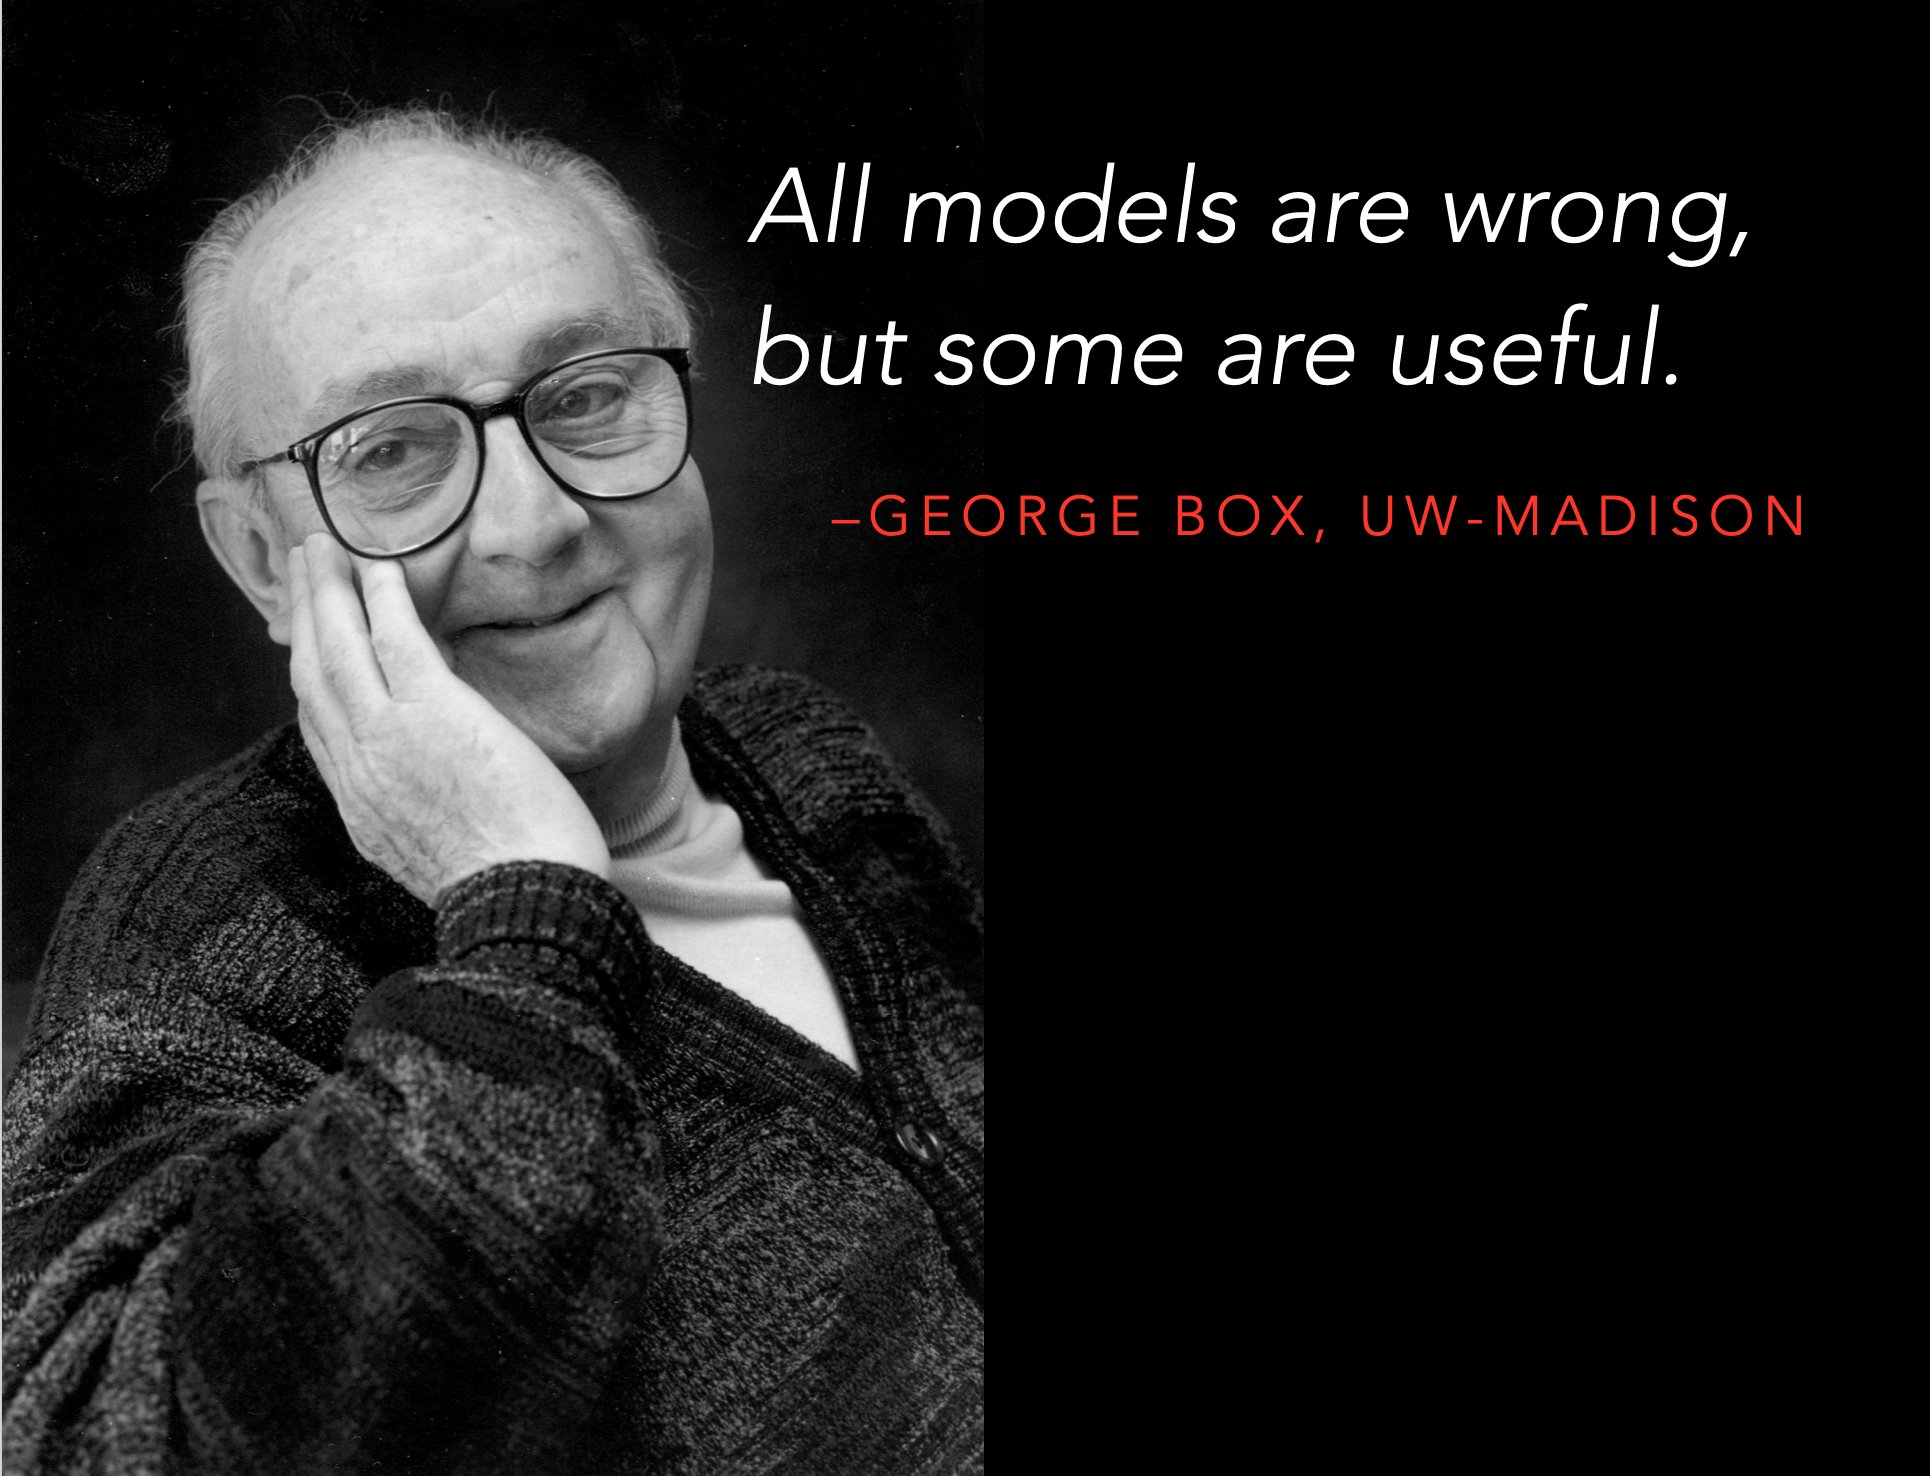 All models are wrong,
but some are useful.
–GEORGE BOX, UW-MADISON